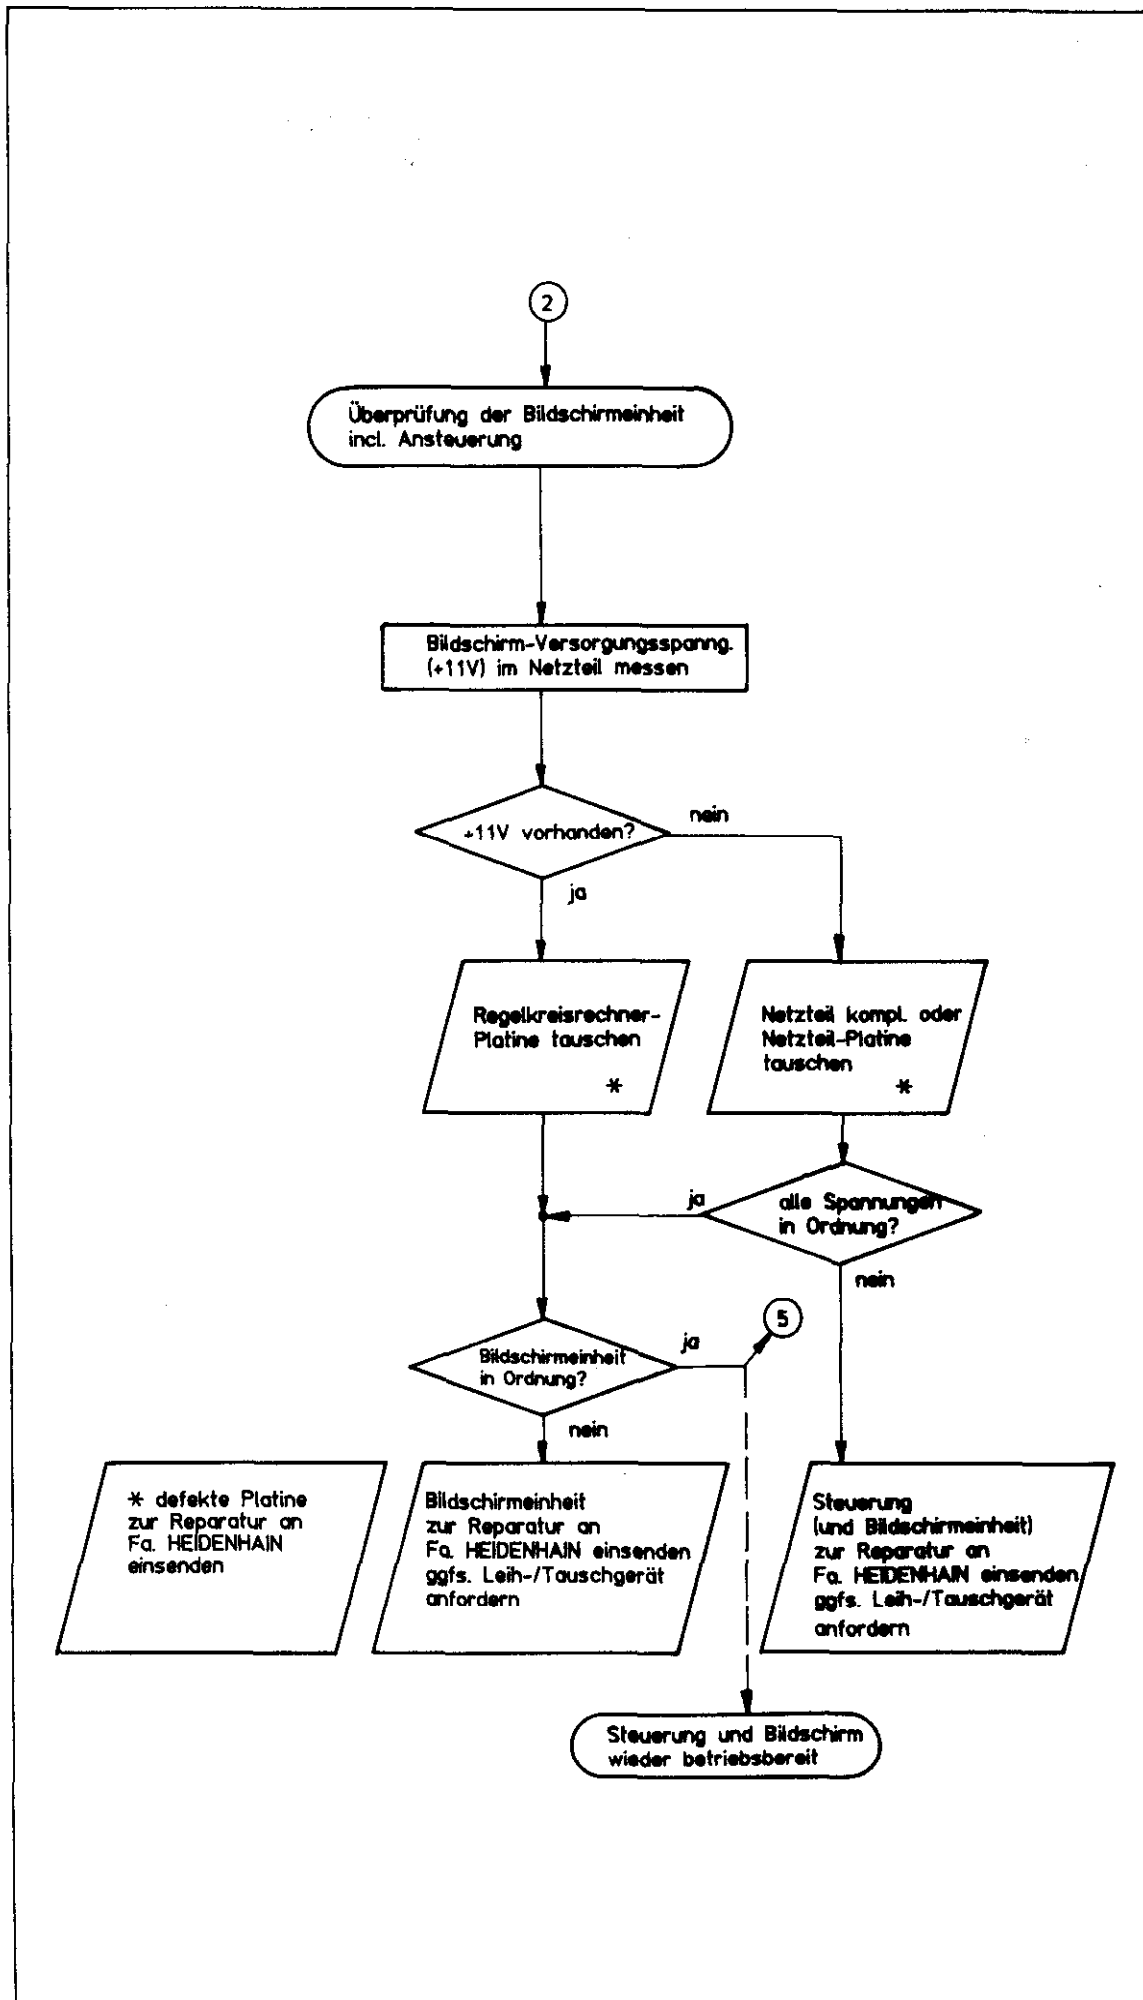 2
Überprüfung der Bildschirmeinheit
incl. Ansteuerung
Bildschirm-Versorgungsspanng.
(+11V) im Netzteil messen
+11V vorhanden?
nein
ja
Regelkreisrechner-
Platine tauschen
*
Netzteil kompl. oder
Netzteil-Platine
tauschen
*
ja
alle Spannungen
in Ordnung?
nein
5
ja
Bildschirmeinheit
in Ordnung?
nein
* defekte Platine
zur Reparatur an
Fa. HEIDENHAIN
einsenden
Bildschirmeinheit
zur Reparatur an
Fa. HEIDENHAIN einsenden
ggfs. Leih-/Tauschgerät
anfordern
Steuerung
(und Bildschirmeinheit)
zur Reparatur an
Fa. HEIDENHAIN einsenden
ggfs. Leih-/Tauschgerät
anfordern
Steuerung und Bildschirm
wieder betriebsbereit